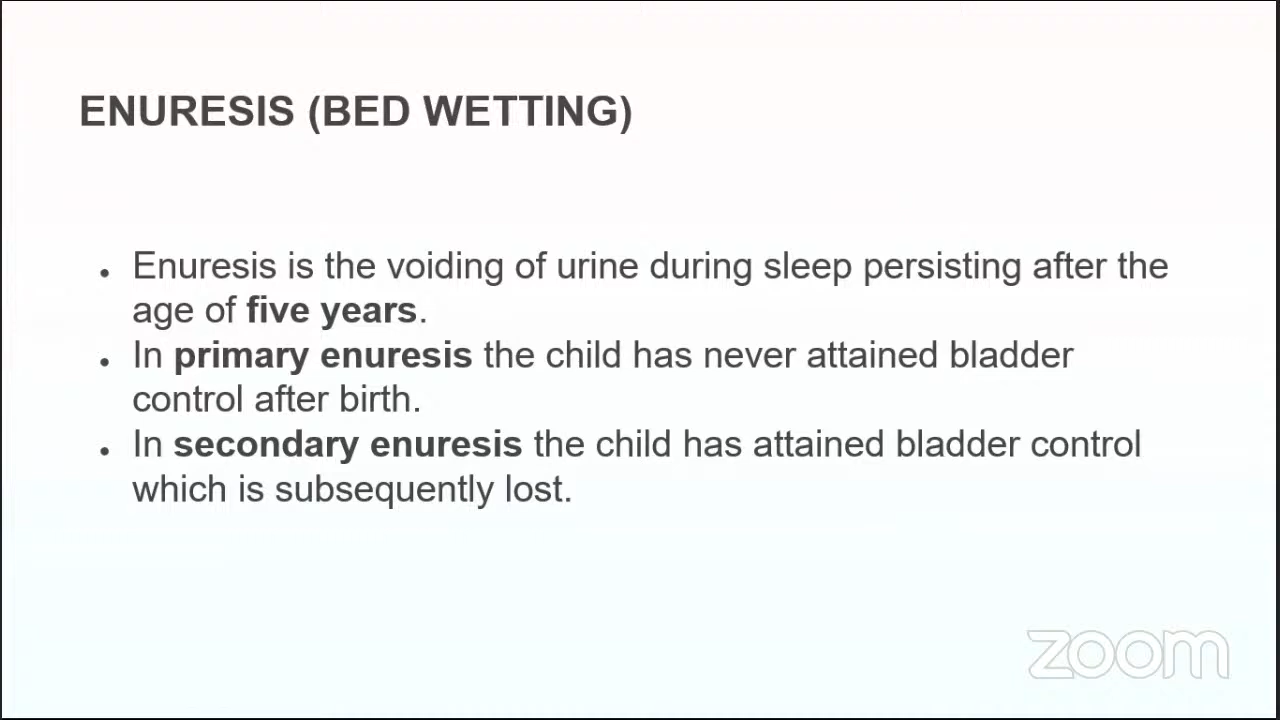 ENURESIS (BED WETTING)
• Enuresis is the voiding of urine during sleep persisting after the
age of five years.
• In primary enuresis the child has never attained bladder
control after birth.
• In secondary enuresis the child has attained bladder control
which is subsequently lost.
zoom